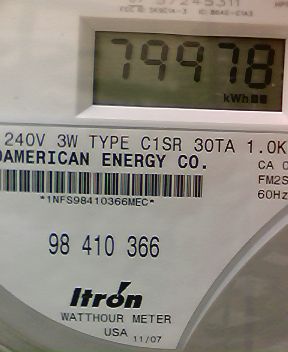 79978
kWh
240V 3W TYPE C1SR 30TA 1.0K
DAMERICAN ENERGY CO.
CA
*1NFS98410366MEC*
FM2S
60Hz
98 410 366
Itron
WATTHOUR METER
USA 11/07